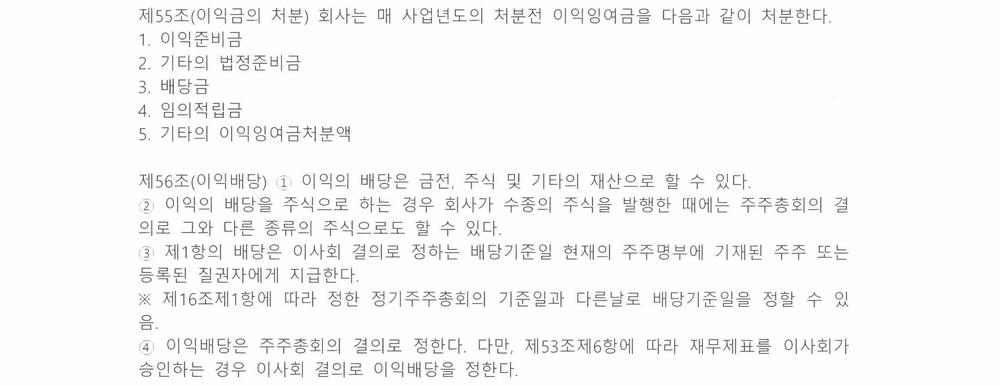 제55조(이익금의 처분) 회사는 매 사업년도의 처분전 이익잉여금을 다음과 같이 처분한다.
1. 이익준비금
2. 기타의 법정준비금
3. 배당금
4. 임의적립금
5. 기타의 이익잉여금처분액
제56조(이익배당) ① 이익의 배당은 금전, 주식 및 기타의 재산으로 할 수 있다.
② 이익의 배당을 주식으로 하는 경우 회사가 수종의 주식을 발행한 때에는 주주총회의 결
의로 그와 다른 종류의 주식으로도 할 수 있다.
③ 제1항의 배당은 이사회 결의로 정하는 배당기준일 현재의 주주명부에 기재된 주주 또는
등록된 질권자에게 지급한다.
※ 제16조제1항에 따라 정한 정기주주총회의 기준일과 다른날로 배당기준일을 정할 수 있
음.
④ 이익배당은 주주총회의 결의로 정한다. 다만, 제53조제6항에 따라 재무제표를 이사회가
승인하는 경우 이사회 결의로 이익배당을 정한다.